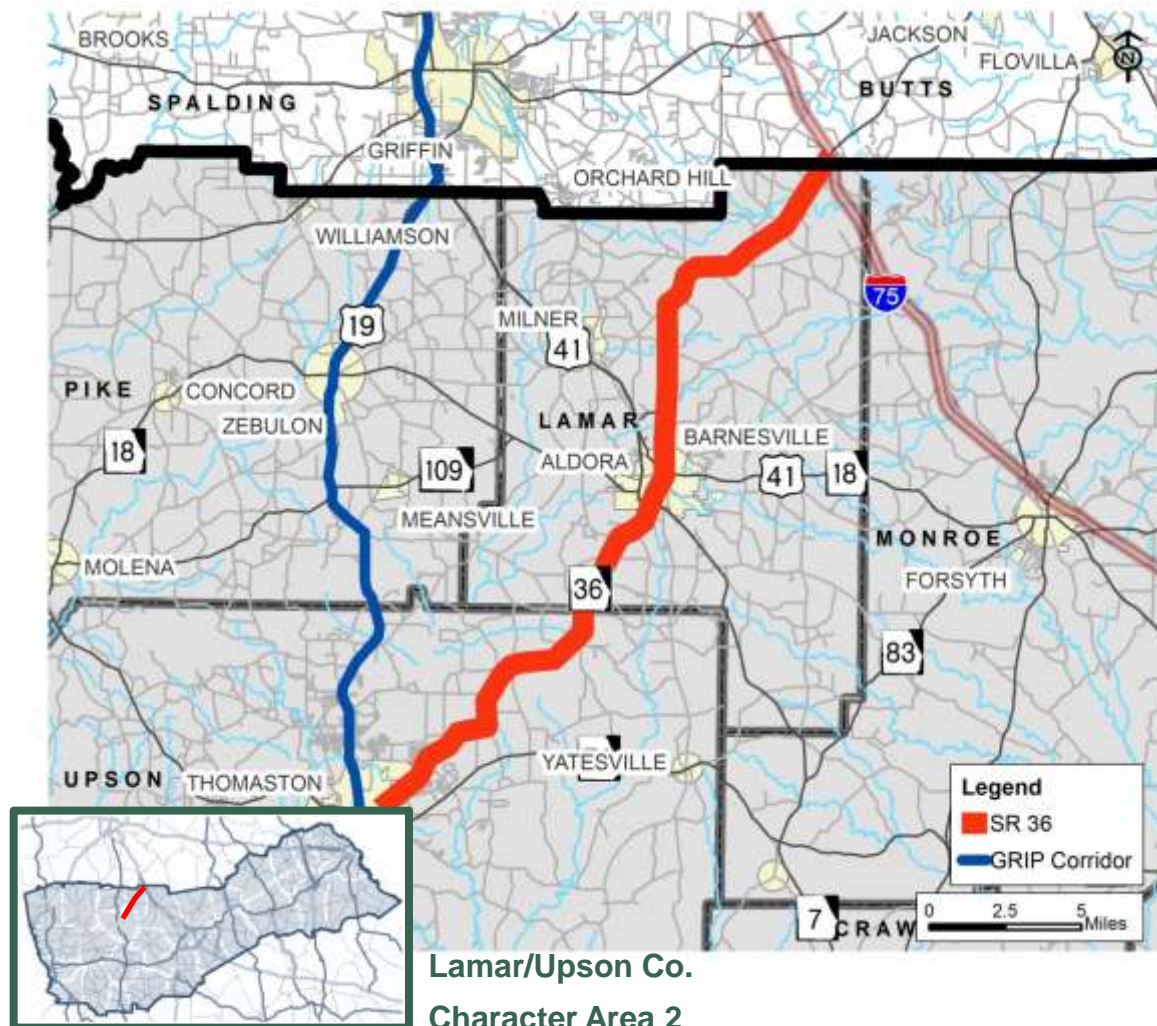 BROOKS
JACKSON
FLOVILLA
N
SPALDING
BUTTS
GRIFFIN
ORCHARD HILL
WILLIAMSON
75
19
MILNER
41
PIKE
CONCORD
ZEBULON
LAMAR
BARNESVILLE
18
109
ALDORA
41
18
MEANSVILLE
MONROE
MOLENA
FORSYTH
36
83
UPSON
THOMASTON
YATESVILLE
Legend
SR 36
GRIP Corridor
0 2.5 5
Miles
7
CRAW
Lamar/Upson Co.
Character Area 2